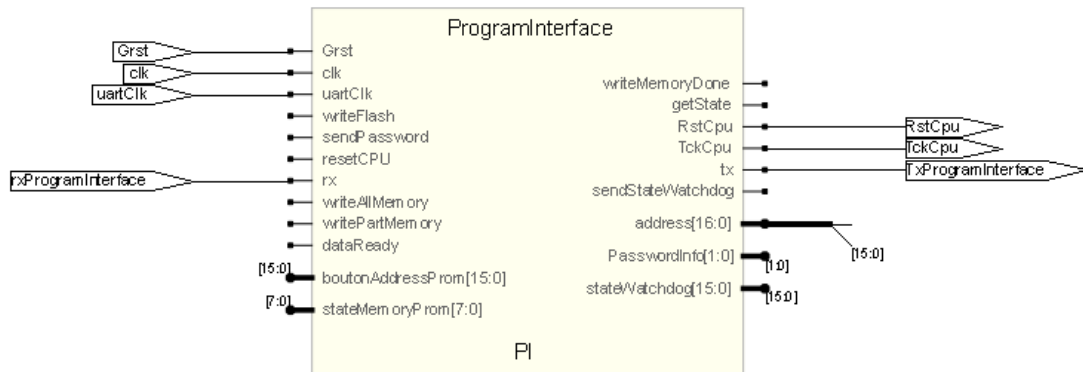 ProgramInterface
Grst
Grst
clk
clk
uartClk
uartClk
writeFlash
sendPassword
resetCPU
rxProgramInterface
rx
writeAllMemory
writePartMemory
dataReady
[15:0]
boutonAddressProm[15:0]
[7:0]
stateMemoryProm[7:0]
writeMemoryDone
getState
RstCpu
RstCpu
TckCpu
TckCpu
tx
TxProgramInterface
sendStateWatchdog
address[16:0]
[15:0]
PasswordInfo[1:0]
[1:0]
stateWatchdog[15:0]
[15:0]
PI